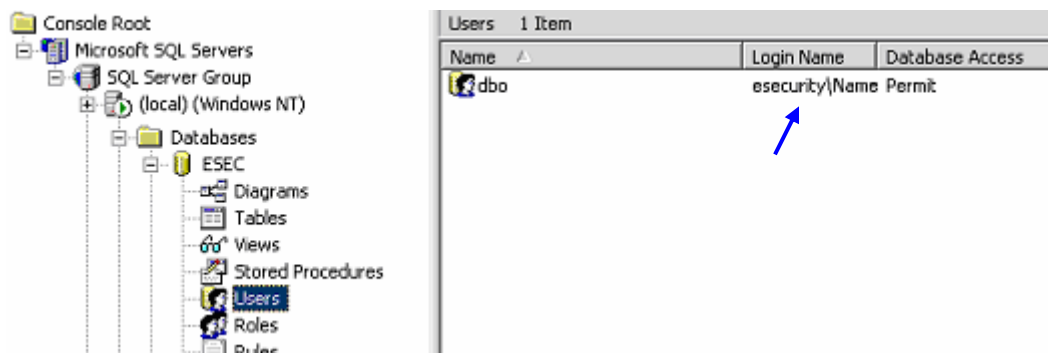 Console Root
Microsoft SQL Servers
SQL Server Group
(local) (Windows NT)
Databases
ESEC
Diagrams
Tables
Views
Stored Procedures
Users
Roles
Rules
Users 1 Item
Name Login Name Database Access
dbo esecurity\Name Permit